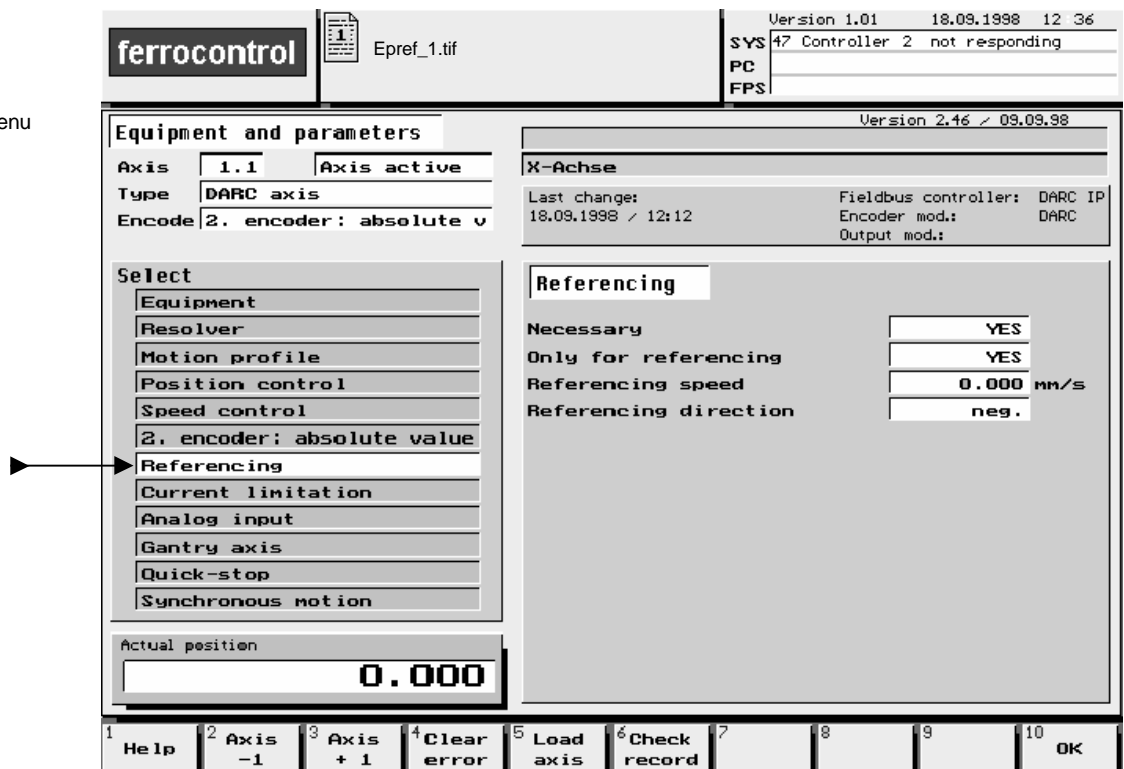 ferrocontrol
1
Epref_1.tif
Version 1.01 18.09.1998 12 36
SYS 47 Controller 2 not responding
PC
FPS
enu
Equipment and parameters
Version 2.46 / 09.09.98
Axis 1.1 Axis active
X-Achse
Type DARC axis
Encode 2. encoder: absolute v
Last change:
18.09.1998 / 12:12
Fieldbus controller: DARC IP
Encoder mod.: DARC
Output mod.:
Select
Equipment
Resolver
Motion profile
Position control
Speed control
2. encoder: absolute value
Referencing
Current limitation
Analog input
Gantry axis
Quick-stop
Synchronous motion
Referencing
Necessary YES
Only for referencing YES
Referencing speed 0.000 mm/s
Referencing direction neg.
Actual position
0.000
1 Help
2 Axis -1
3 Axis + 1
4 Clear error
5 Load axis
6 Check record
7
8
9
10 OK